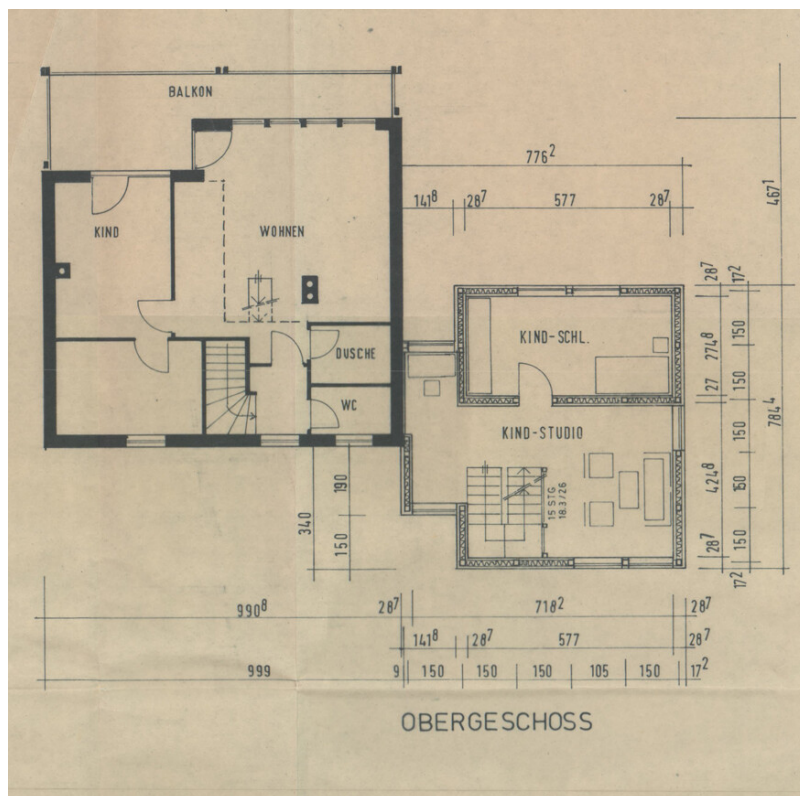 BALKON
776²
467¹
141⁸ 28⁷ 577 28⁷
KIND
WOHNEN
28⁷ 17²
KIND-SCHL.
274⁸ 150
DUSCHE
27 150
WC
784⁴
KIND-STUDIO
150
190
424⁸ 150
15 STG
18.3/26
340
150
28⁷ 150
17²
990⁸ 28⁷ 718² 28⁷
141⁸ 28⁷ 577 28⁷
999 9 150 150 150 105 150 17²
OBERGESCHOSS